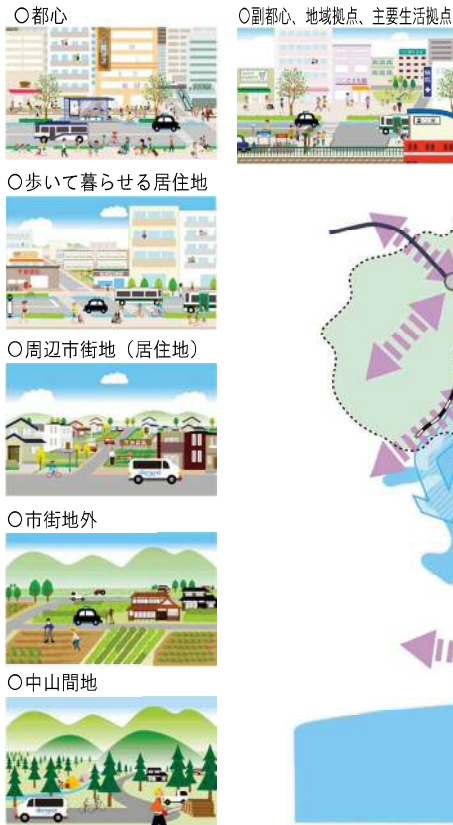 ○都心
○副都心、地域拠点、主要生活拠点
○歩いて暮らせる居住地
○周辺市街地（居住地）
○市街地外
○中山間地